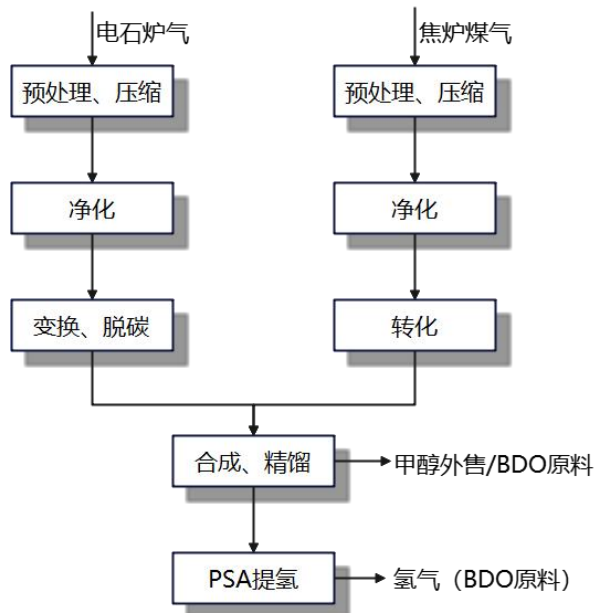 电石炉气
焦炉煤气
预处理、压缩
预处理、压缩
净化
净化
变换、脱碳
转化
合成、精馏
甲醇外售/BDO原料
PSA提氢
氢气（BDO原料）